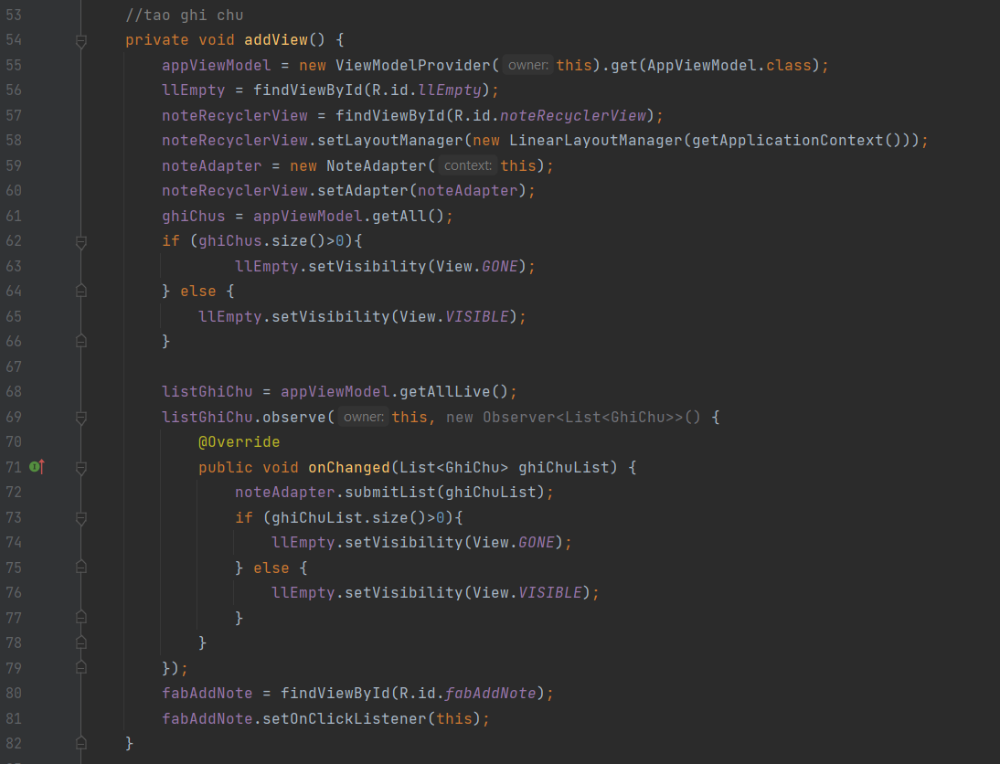 53 //tao ghi chu
54 private void addView() {
55 appViewModel = new ViewModelProvider( owner: this).get(AppViewModel.class);
56 llEmpty = findViewById(R.id.llEmpty);
57 noteRecyclerView = findViewById(R.id.noteRecyclerView);
58 noteRecyclerView.setLayoutManager(new LinearLayoutManager(getApplicationContext()));
59 noteAdapter = new NoteAdapter( context: this);
60 noteRecyclerView.setAdapter(noteAdapter);
61 ghiChus = appViewModel.getAll();
62 if (ghiChus.size()>0){
63 llEmpty.setVisibility(View.GONE);
64 } else {
65 llEmpty.setVisibility(View.VISIBLE);
66 }
67
68 listGhiChu = appViewModel.getAllLive();
69 listGhiChu.observe( owner: this, new Observer<List<GhiChu>>() {
70 @Override
71 public void onChanged(List<GhiChu> ghiChuList) {
72 noteAdapter.submitList(ghiChuList);
73 if (ghiChuList.size()>0){
74 llEmpty.setVisibility(View.GONE);
75 } else {
76 llEmpty.setVisibility(View.VISIBLE);
77 }
78 }
79 });
80 fabAddNote = findViewById(R.id.fabAddNote);
81 fabAddNote.setOnClickListener(this);
82 }